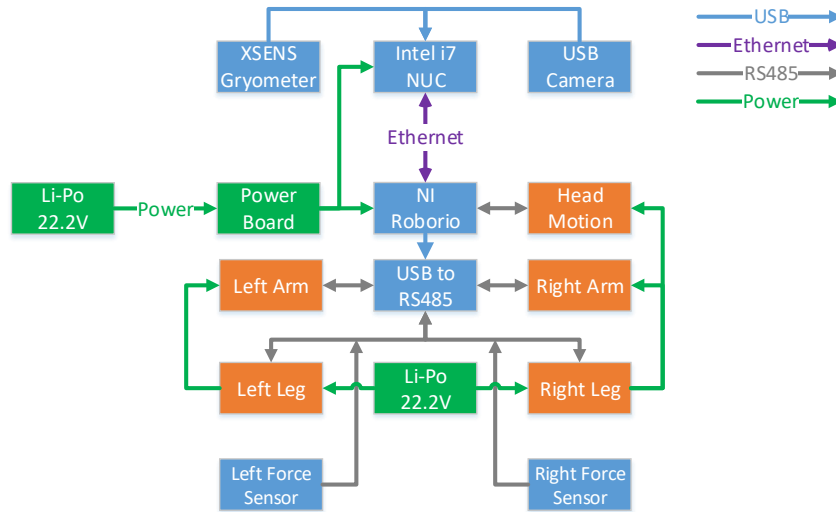 USB
XSENS
Gryometer
Intel i7
NUC
USB
Camera
Ethernet
RS485
Power
Ethernet
Li-Po
22.2V
Power
Power
Board
NI
Roborio
Head
Motion
Left Arm
USB to
RS485
Right Arm
Left Leg
Li-Po
22.2V
Right Leg
Left Force
Sensor
Right Force
Sensor